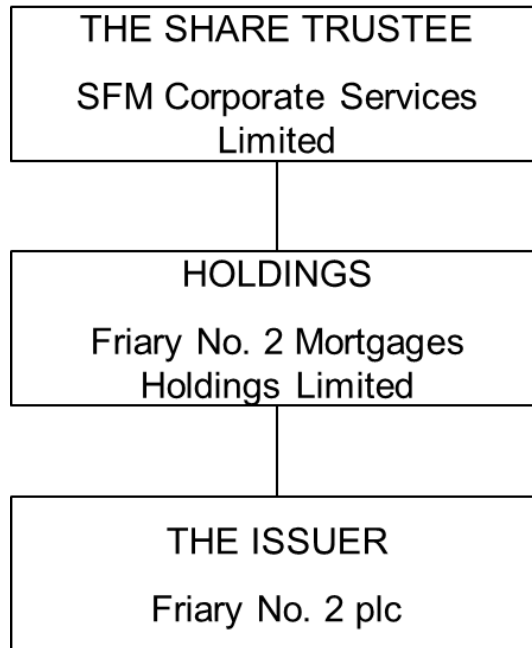 THE SHARE TRUSTEE
SFM Corporate Services
Limited
HOLDINGS
Friary No. 2 Mortgages
Holdings Limited
THE ISSUER
Friary No. 2 plc